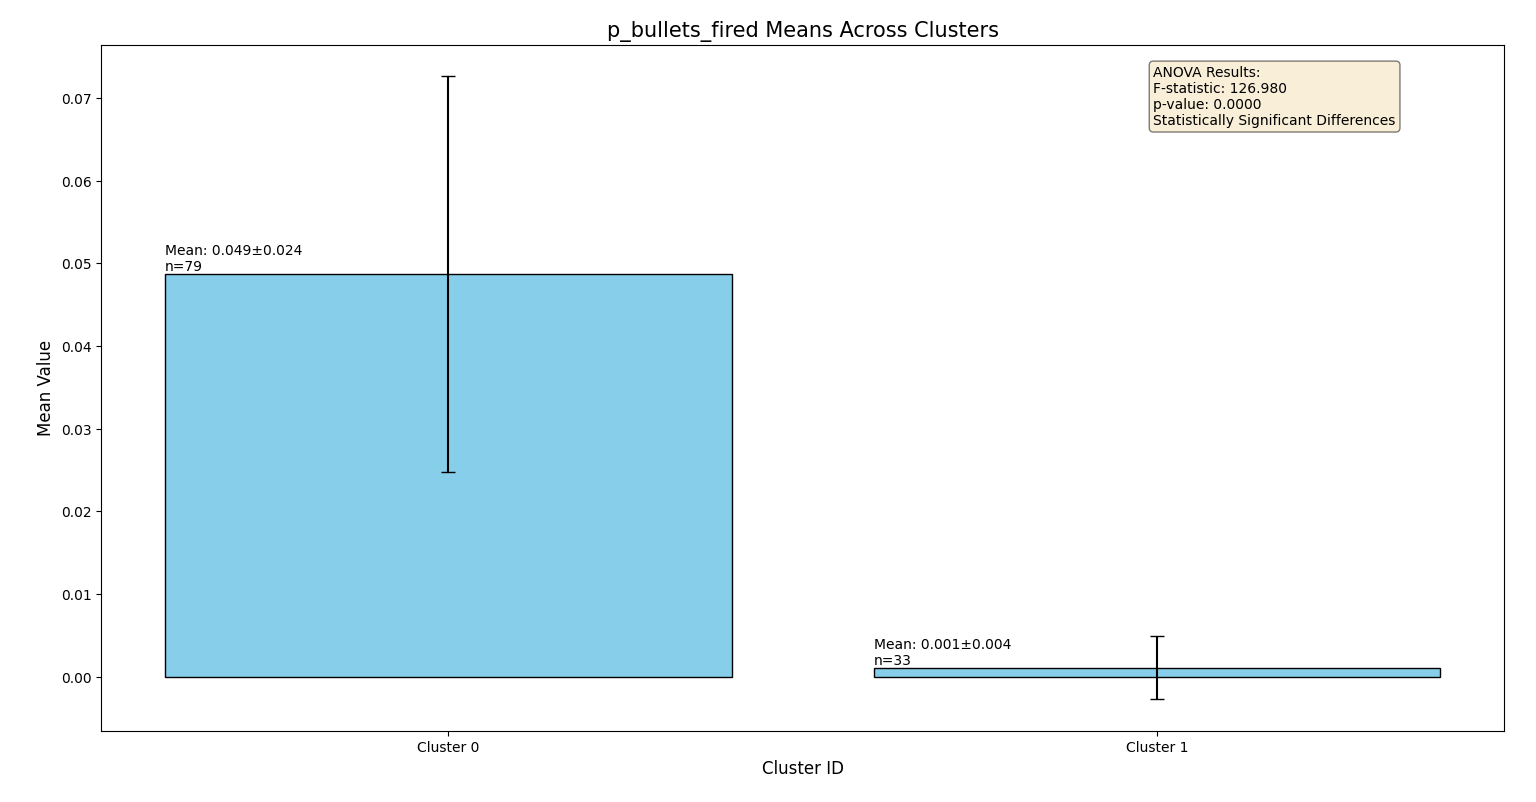 p_bullets_fired Means Across Clusters
ANOVA Results:
F-statistic: 126.980
p-value: 0.0000
Statistically Significant Differences
Mean Value
0.07
0.06
0.05
0.04
0.03
0.02
0.01
0.00
Mean: 0.049±0.024
n=79
Mean: 0.001±0.004
n=33
Cluster 0
Cluster 1
Cluster ID